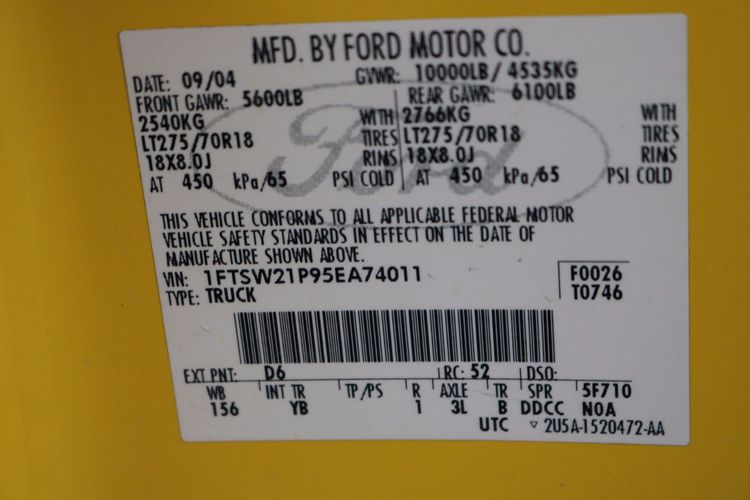 MFD. BY FORD MOTOR CO.
DATE: 09/04 GVWR: 10000LB / 4535KG
FRONT GAWR: 5600LB REAR GAWR: 6100LB
2540KG WITH 2766KG WITH
LT275/70R18 TIRES LT275/70R18 TIRES
18X8.0J RIMS 18X8.0J RIMS
AT 450 kPa/65 PSI COLD AT 450 kPa/65 PSI COLD
Ford
THIS VEHICLE CONFORMS TO ALL APPLICABLE FEDERAL MOTOR
VEHICLE SAFETY STANDARDS IN EFFECT ON THE DATE OF
MANUFACTURE SHOWN ABOVE.
VIN: 1FTSW21P95EA74011 F0026
TYPE: TRUCK T0746
EXT PNT: D6 RC: 52 DSO:
WB INT TR TP/PS R AXLE TR SPR 5F710
156 YB 1 3L B DDCC N0A
UTC ▽ 2U5A-1520472-AA